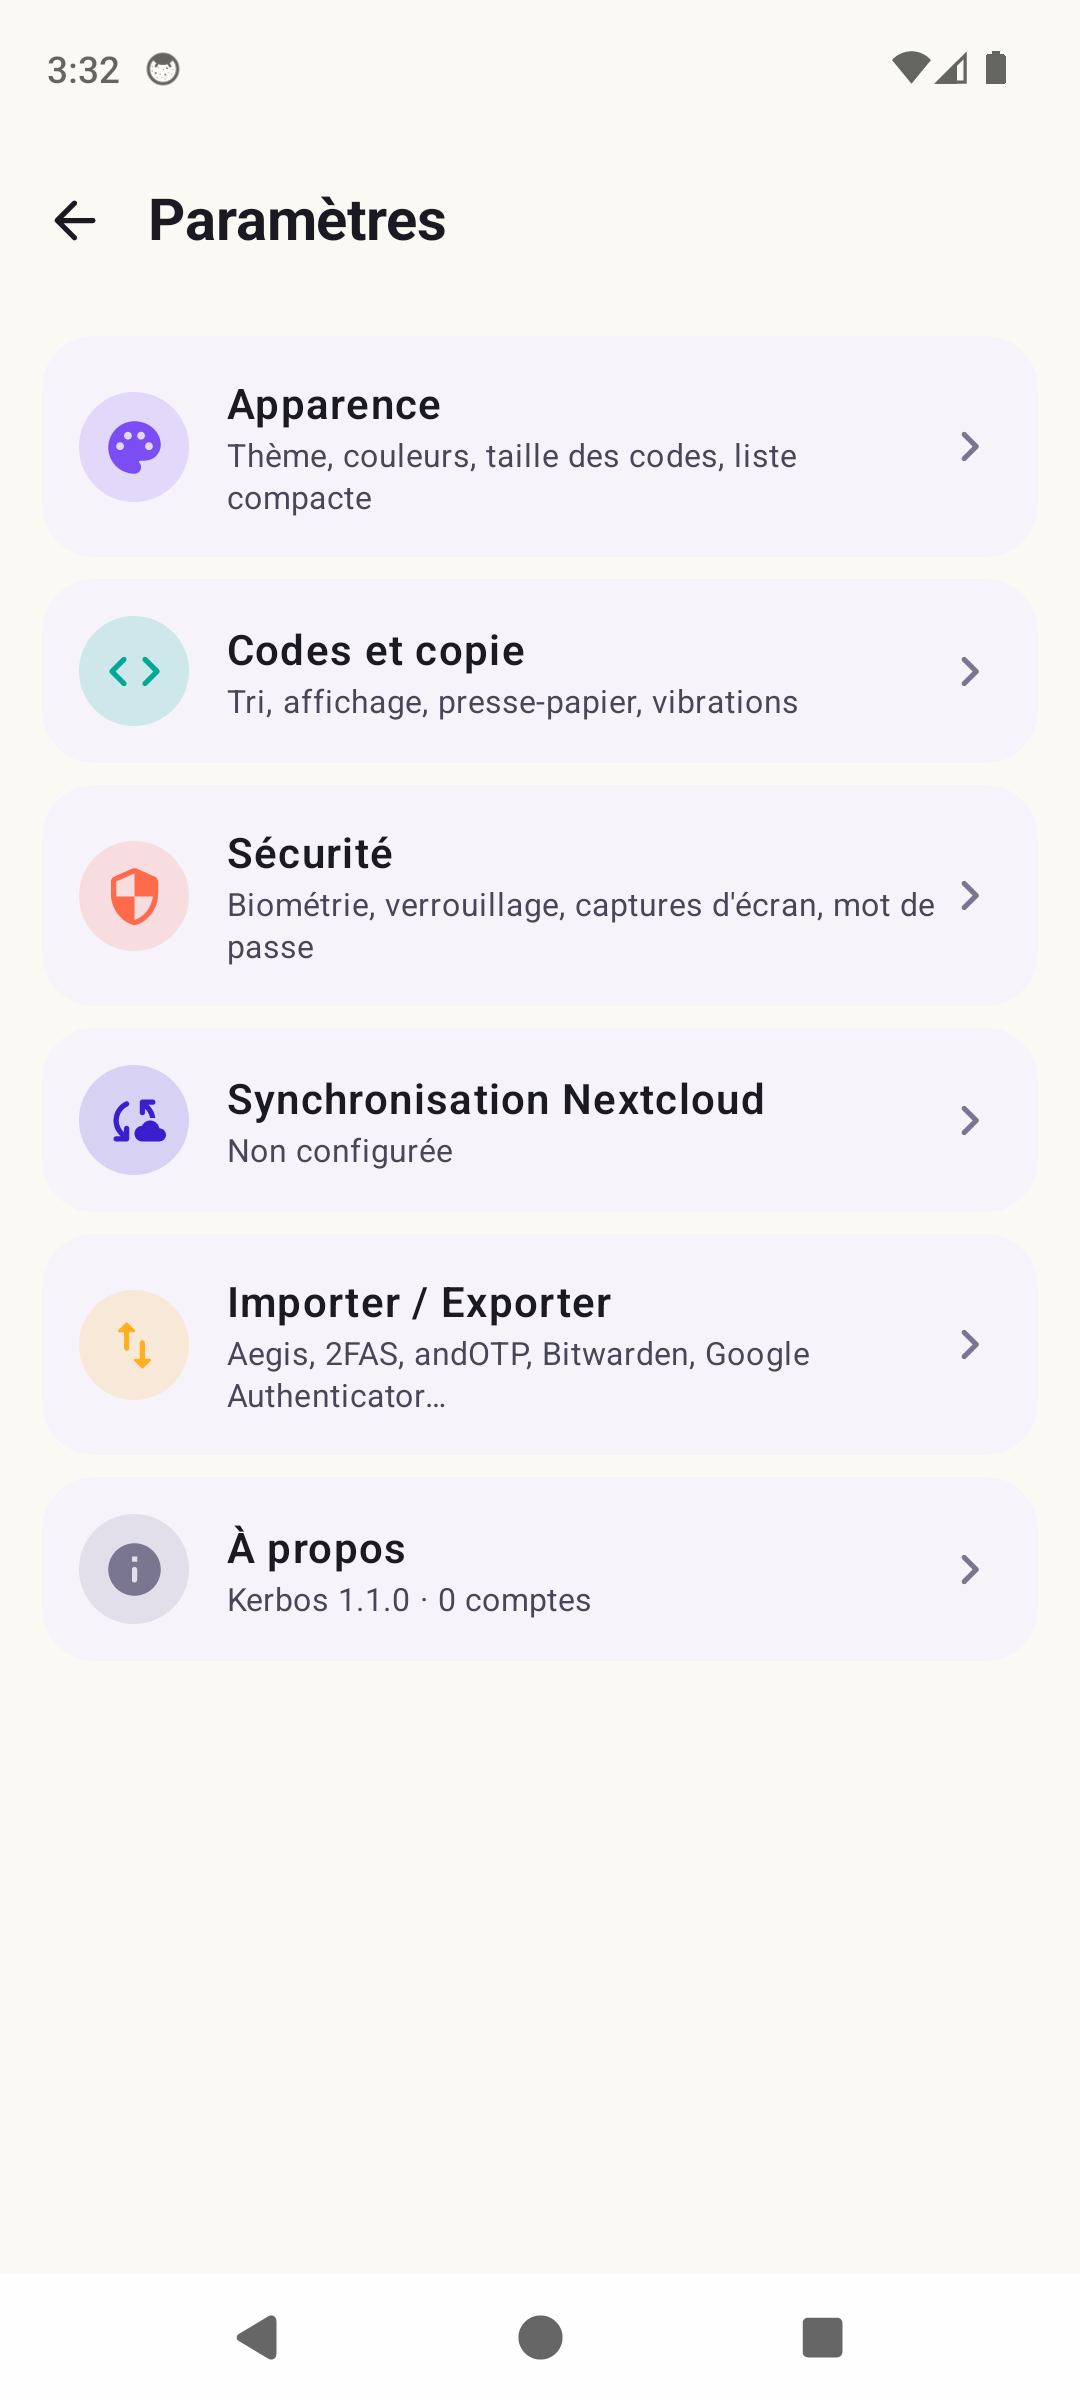 3:32
Paramètres
Apparence
Thème, couleurs, taille des codes, liste
compacte
Codes et copie
Tri, affichage, presse-papier, vibrations
Sécurité
Biométrie, verrouillage, captures d'écran, mot de
passe
Synchronisation Nextcloud
Non configurée
Importer / Exporter
Aegis, 2FAS, andOTP, Bitwarden, Google
Authenticator…
À propos
Kerbos 1.1.0 · 0 comptes